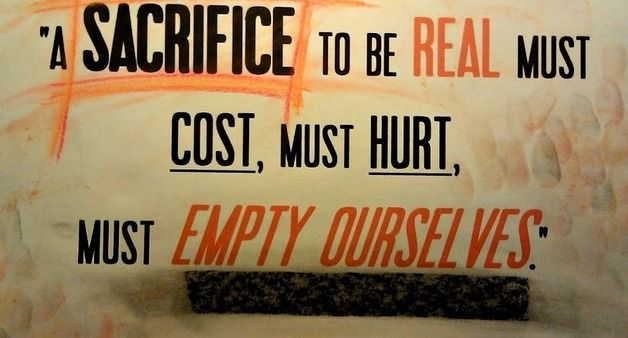 "A SACRIFICE TO BE REAL MUST
COST, MUST HURT,
MUST EMPTY OURSELVES."